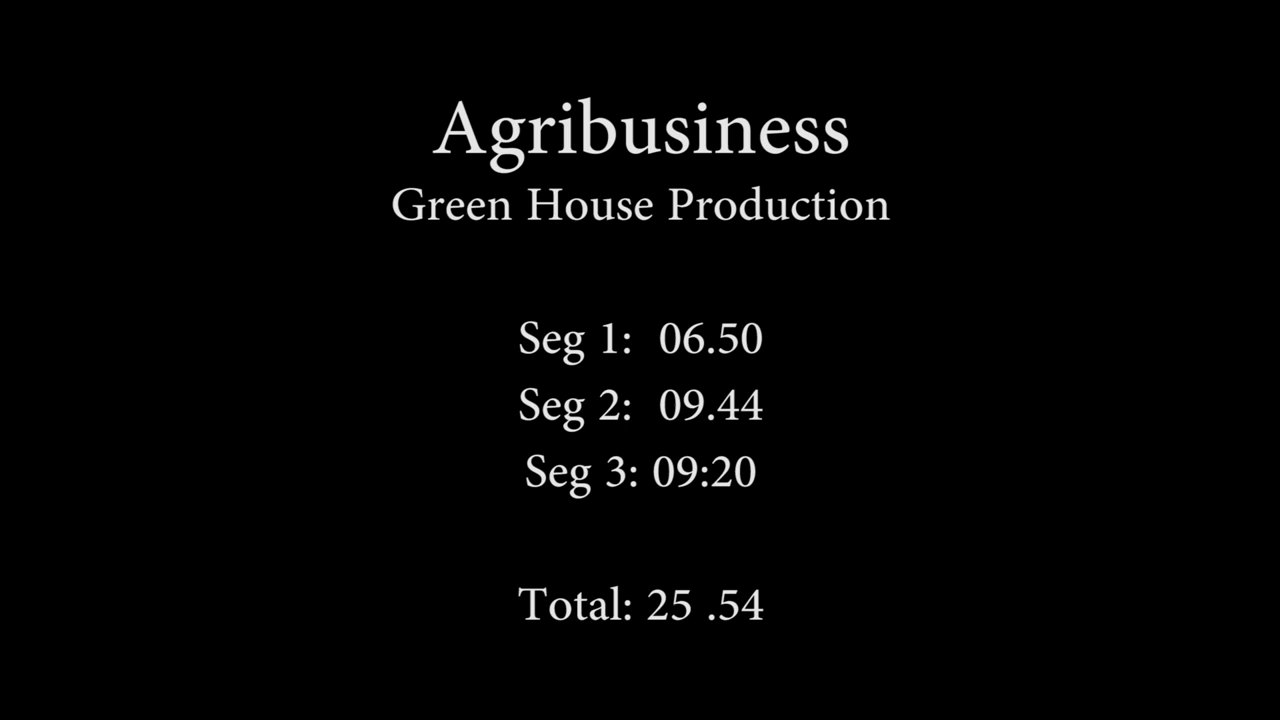 Agribusiness
Green House Production
Seg 1:  06.50
Seg 2:  09.44
Seg 3: 09:20
Total: 25 .54